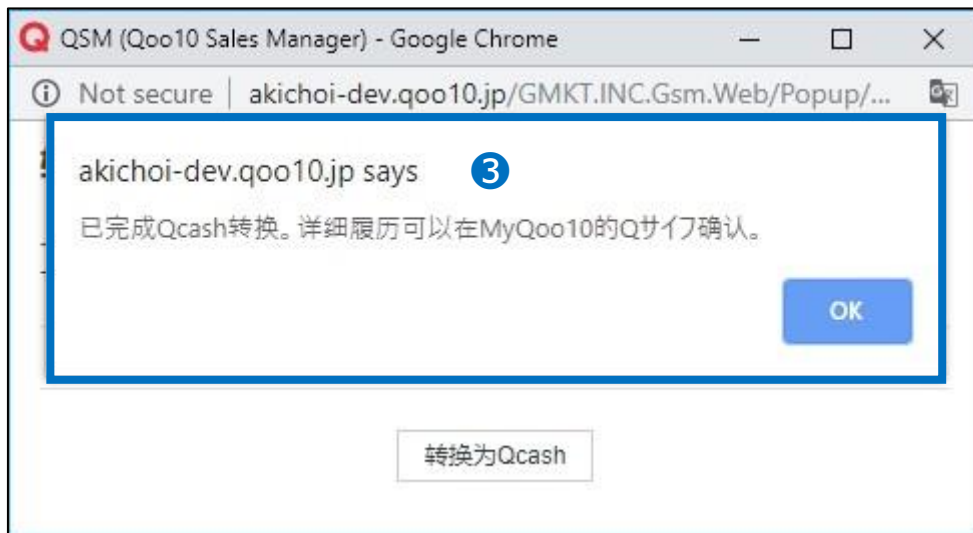 QSM (Qoo10 Sales Manager) - Google Chrome
Not secure | akichoi-dev.qoo10.jp/GMKT.INC.Gsm.Web/Popup/...
akichoi-dev.qoo10.jp says 3
已完成Qcash转换。详细履历可以在MyQoo10的Qサイフ确认。
OK
转换为Qcash